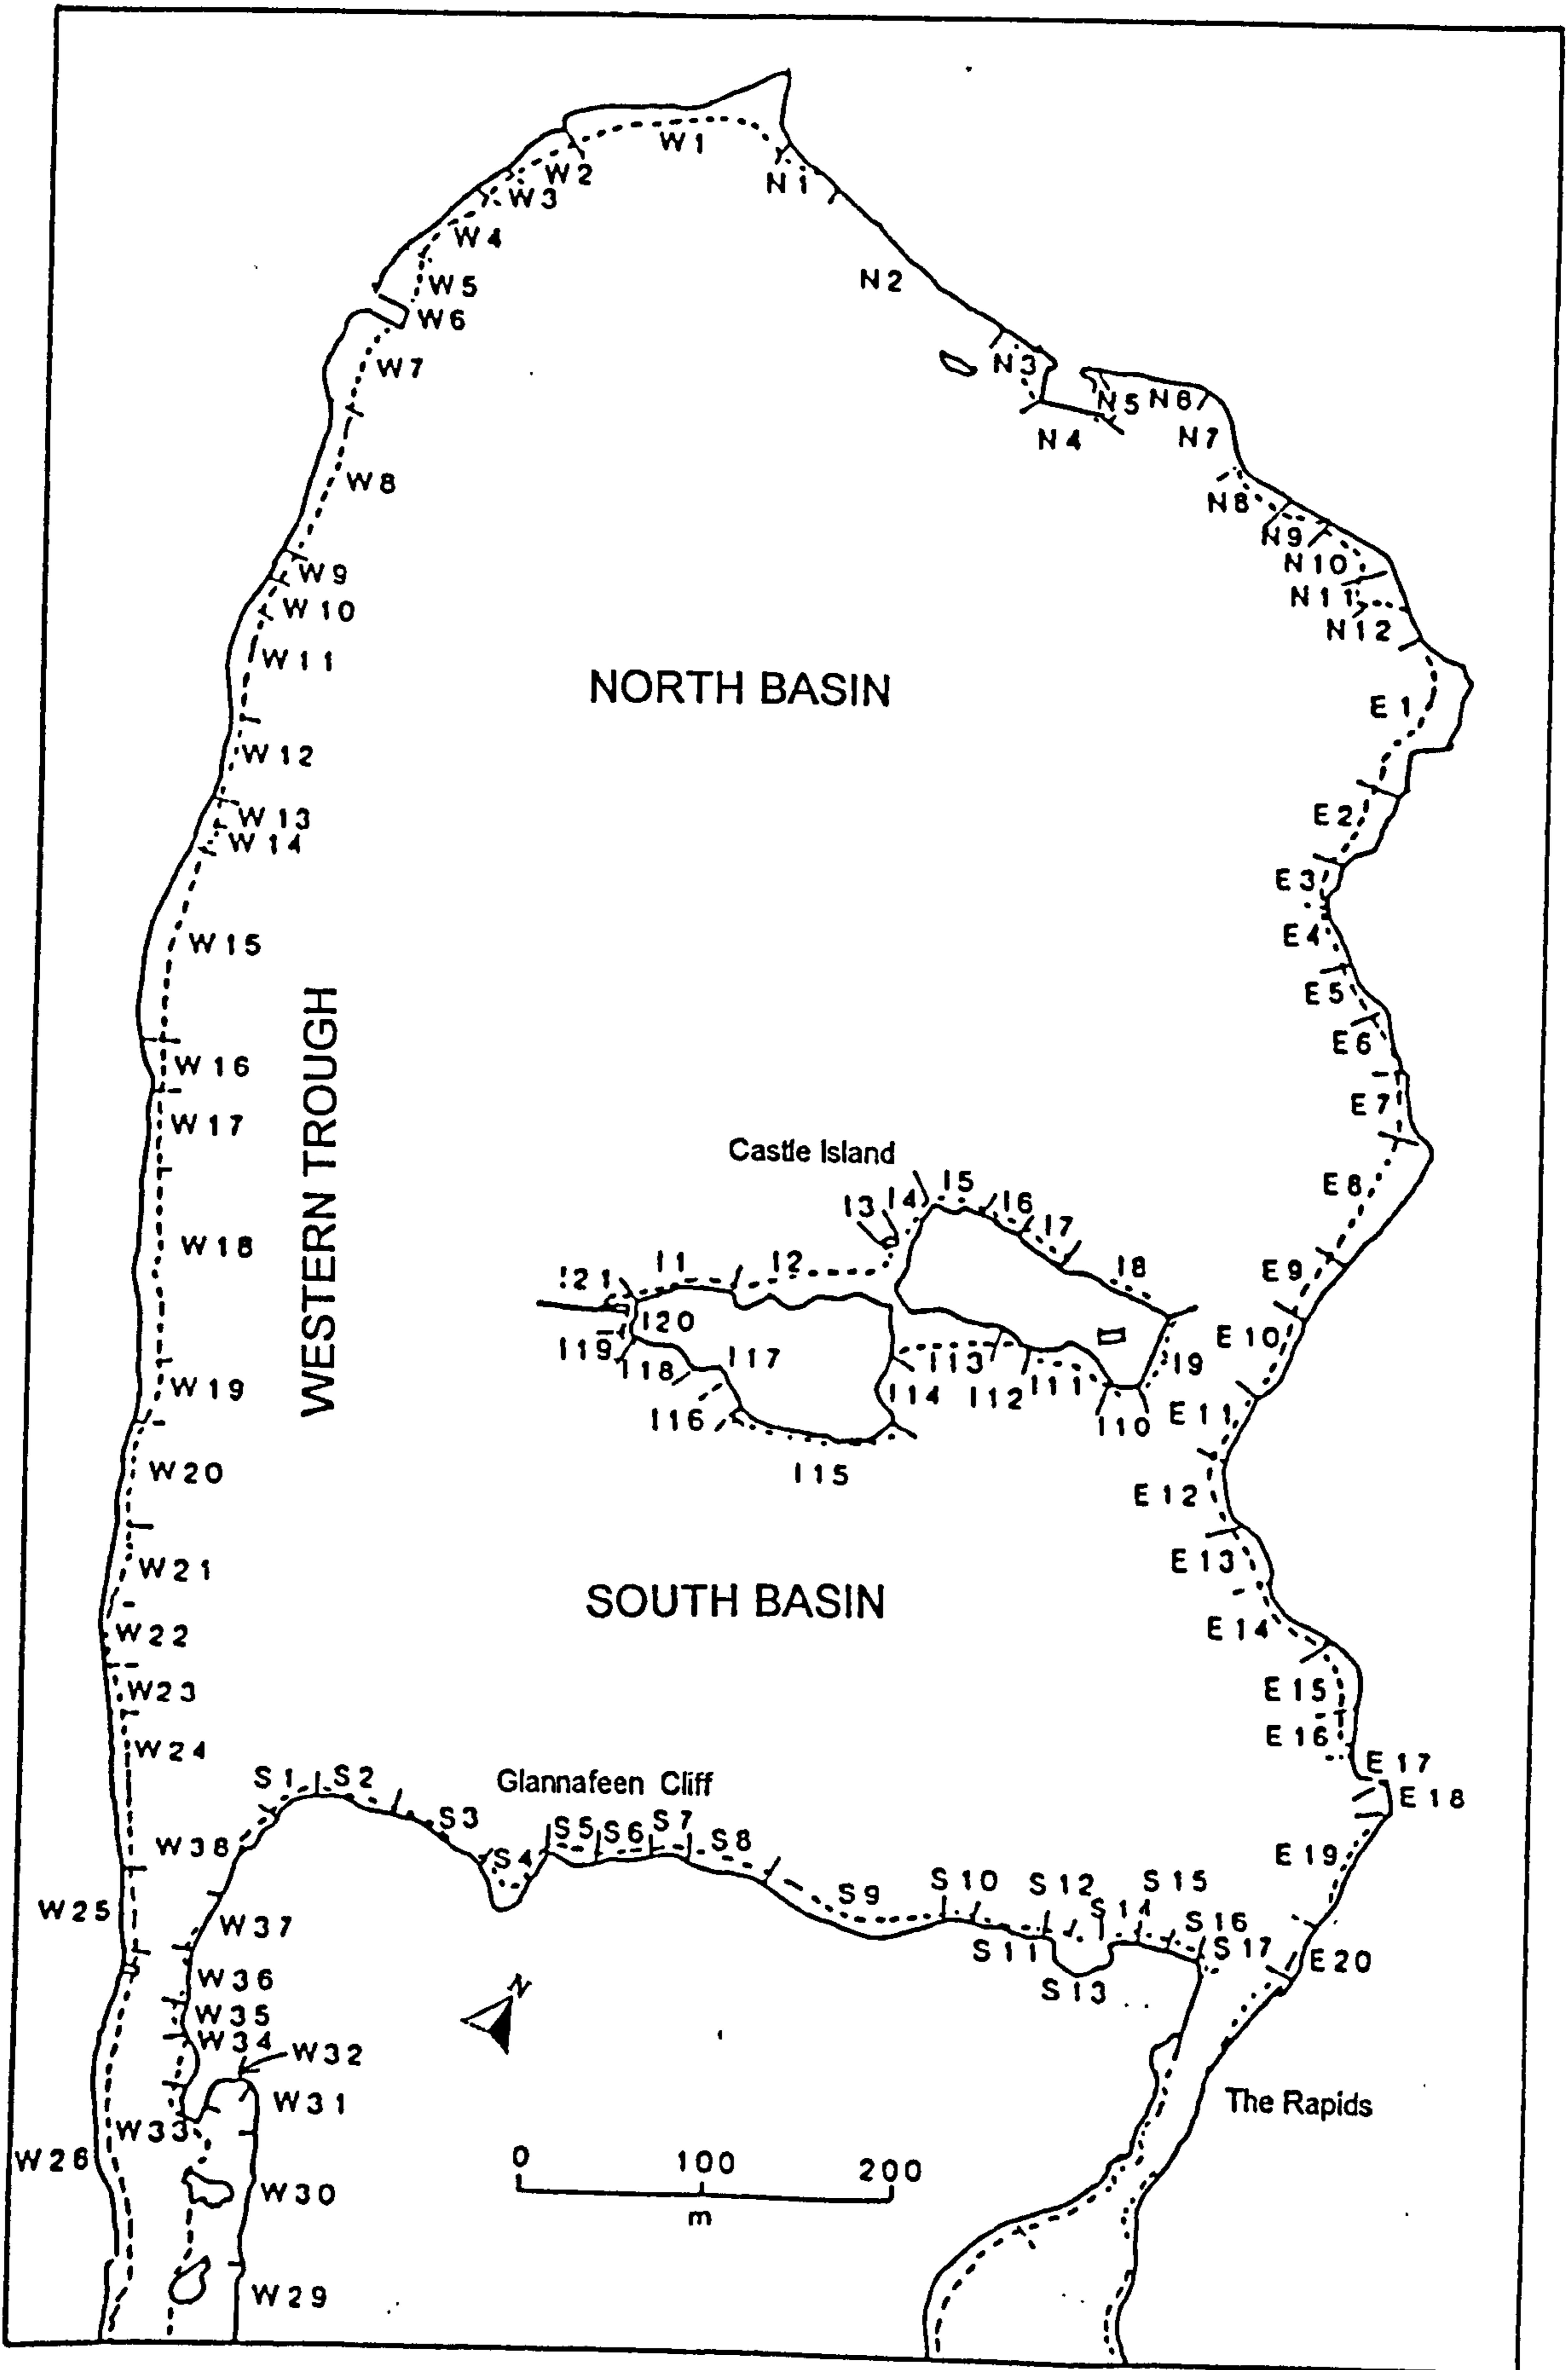 W1
W2
N1
W3
W4
N2
W5
W6
N3
W7
N5 N6
N4
N7
W8
N8
N9
N10
W9
N11
W10
N12
W11
NORTH BASIN
E1
W12
W13
E2
W14
E3
W15
E4
WESTERN TROUGH
E5
E6
W16
E7
W17
Castle Island
E8
I5
I4
I3
I6
I7
W18
I1
I2
I8
E9
I21
I20
E10
I19
I18
I17
I13
I9
W19
I14
I12
I11
E11
I16
I10
W20
I15
E12
E13
W21
SOUTH BASIN
E14
W22
W23
E15
E16
W24
E17
S1
S2
Glannafeen Cliff
E18
S3
S5
S6
S7
S8
W38
S4
E19
S9
S10
S12
S15
W25
S14
S16
W37
S11
S17
E20
S13
W36
N
W35
W34
W32
W31
The Rapids
W33
W26
0 100 200
m
W30
W29